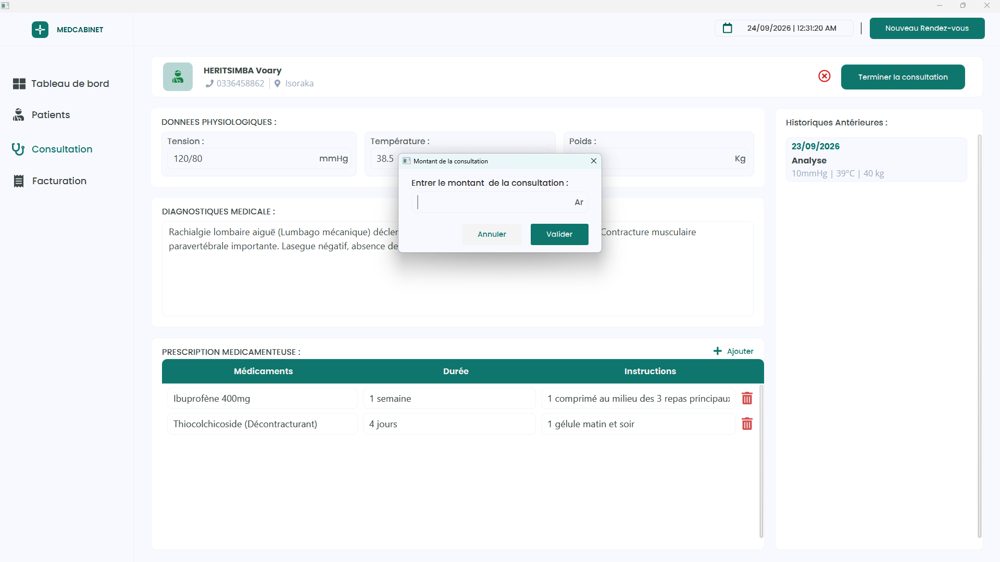 MEDCABINET
24/09/2026 | 12:31:20 AM
Nouveau Rendez-vous
Tableau de bord
Patients
Consultation
Facturation
HERITSIMBA Voary
0336458862
Isoraka
Terminer la consultation
DONNEES PHYSIOLOGIQUES :
Tension :
120/80
mmHg
Température :
38.5
Poids :
Kg
Montant de la consultation
Entrer le montant de la consultation :
Ar
Annuler
Valider
DIAGNOSTIQUES MEDICALE :
Rachialgie lombaire aiguë (Lumbago mécanique) Contracture musculaire
paravertébrale importante. Lasegue négatif, absence de
PRESCRIPTION MEDICAMENTEUSE :
Ajouter
Médicaments Durée Instructions
Ibuprofène 400mg 1 semaine 1 comprimé au milieu des 3 repas principaux
Thiocolchicoside (Décontracturant) 4 jours 1 gélule matin et soir
Historiques Antérieures :
23/09/2026
Analyse
10mmHg | 39°C | 40 kg